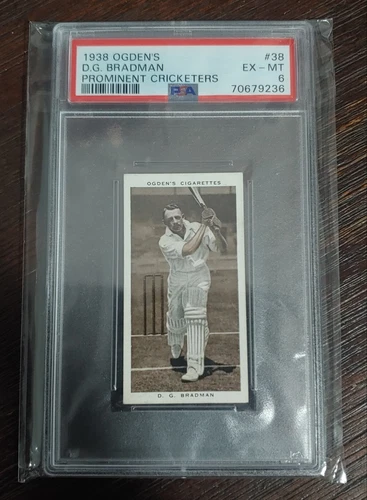 1938 OGDEN'S #38
D.G. BRADMAN EX-MT
PROMINENT CRICKETERS 6
PSA 70679236
OGDEN'S CIGARETTES
D. G. BRADMAN